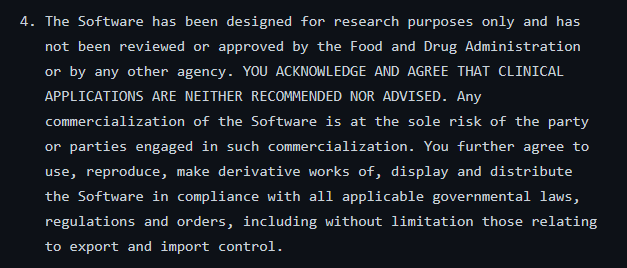 4. The Software has been designed for research purposes only and has
not been reviewed or approved by the Food and Drug Administration
or by any other agency. YOU ACKNOWLEDGE AND AGREE THAT CLINICAL
APPLICATIONS ARE NEITHER RECOMMENDED NOR ADVISED. Any
commercialization of the Software is at the sole risk of the party
or parties engaged in such commercialization. You further agree to
use, reproduce, make derivative works of, display and distribute
the Software in compliance with all applicable governmental laws,
regulations and orders, including without limitation those relating
to export and import control.